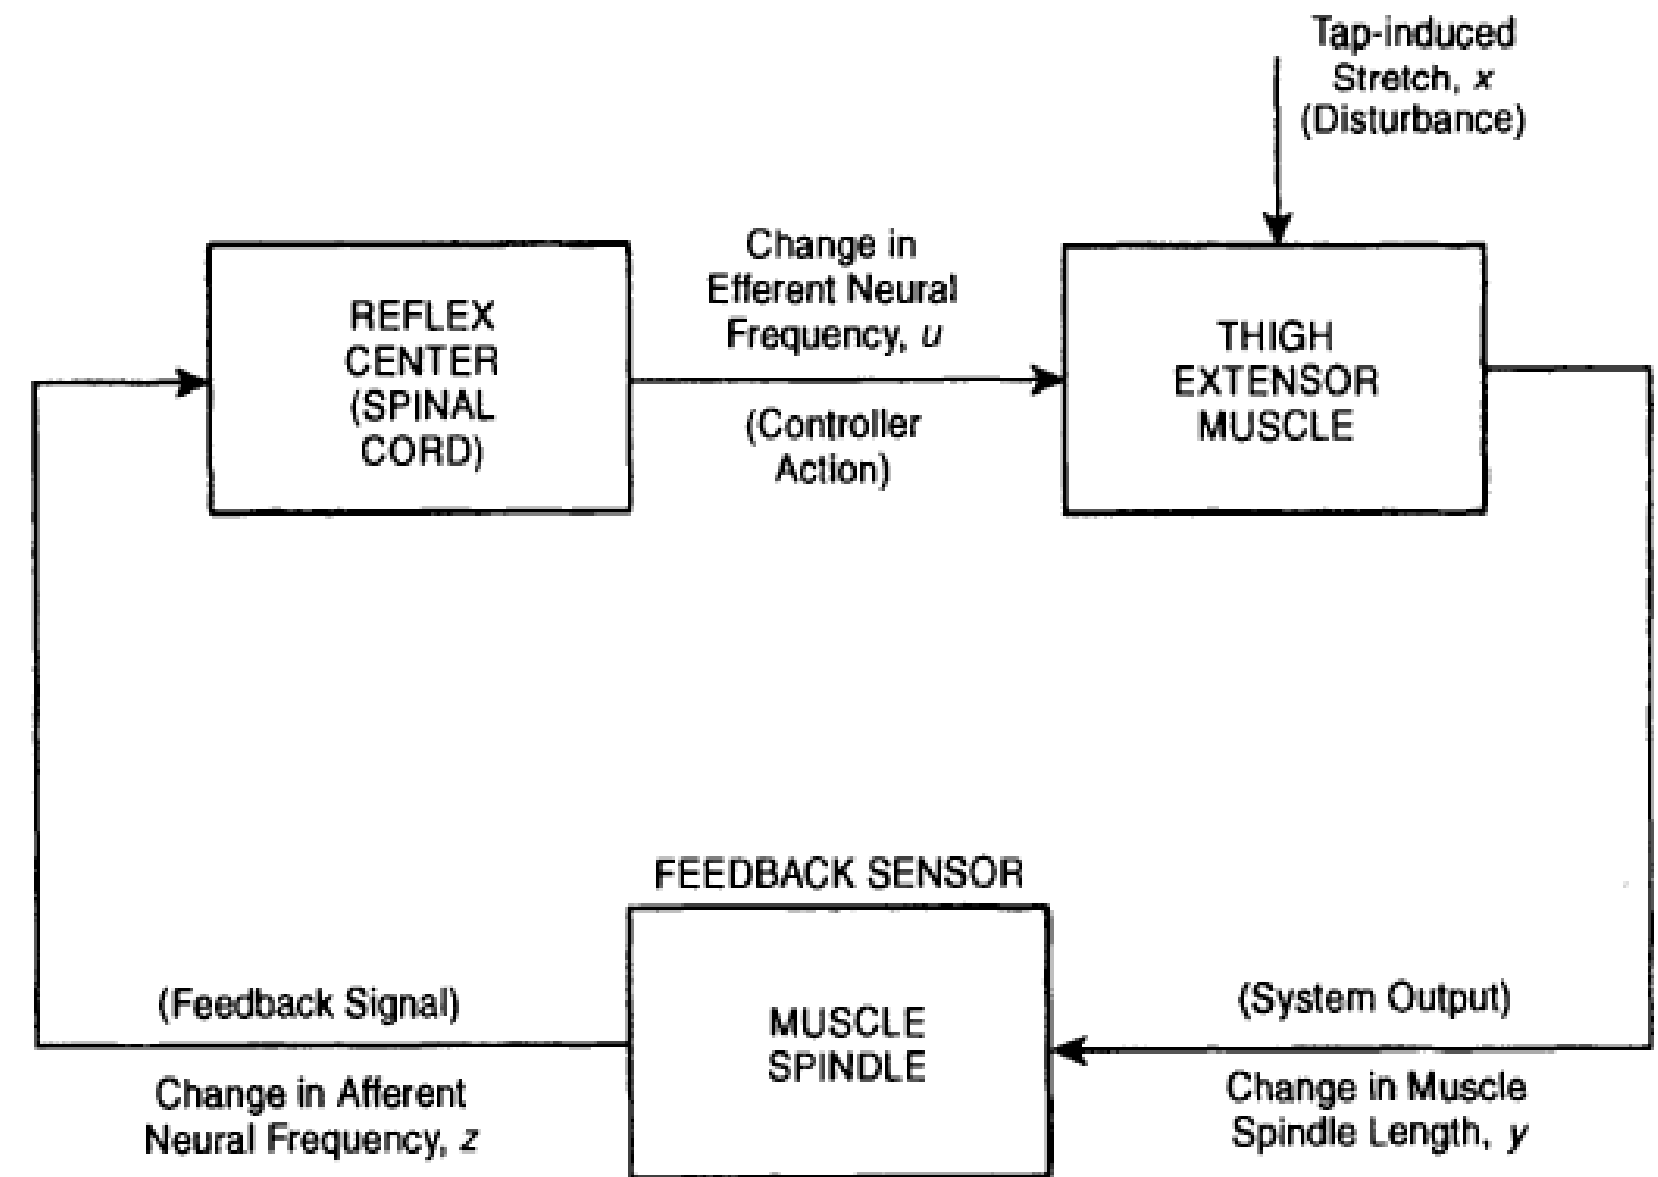 Tap-induced
Stretch, x
(Disturbance)
REFLEX
CENTER
(SPINAL
CORD)
Change in
Efferent Neural
Frequency, u
(Controller
Action)
THIGH
EXTENSOR
MUSCLE
FEEDBACK SENSOR
MUSCLE
SPINDLE
(Feedback Signal)
Change in Afferent
Neural Frequency, z
(System Output)
Change in Muscle
Spindle Length, y